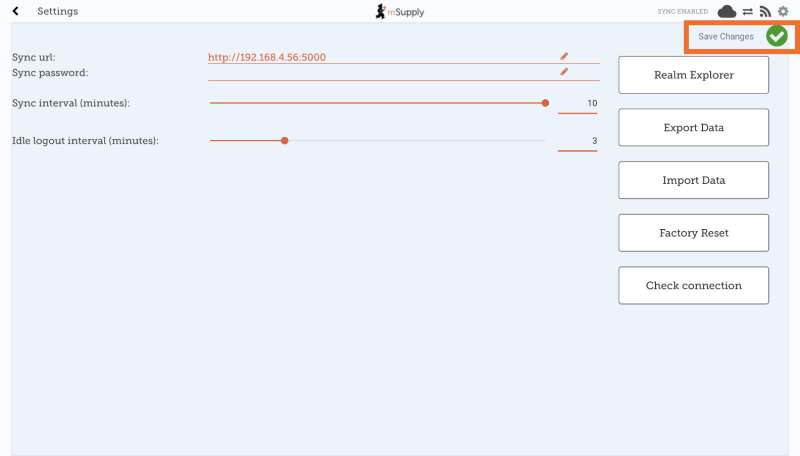 Settings
mSupply
SYNC ENABLED
Save Changes
Sync url:
http://192.168.4.56:5000
Sync password:
Sync interval (minutes):
10
Idle logout interval (minutes):
3
Realm Explorer
Export Data
Import Data
Factory Reset
Check connection